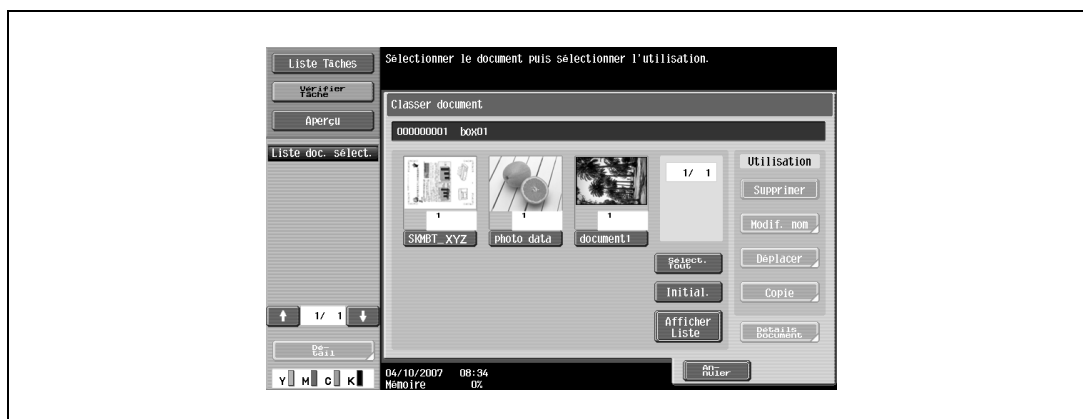 Liste Tâches
Vérifier
Tâche
Aperçu
Liste doc. sélect.
1/ 1
Dé-
tail
Y M C K
Sélectionner le document puis sélectionner l'utilisation.
Classer document
000000001 box01
1
SKMBT_XYZ
1
photo data
1
document1
1/ 1
Sélect.
Tout
Initial.
Afficher
Liste
Utilisation
Supprimer
Modif. nom
Déplacer
Copie
Détails
Document
An-
nuler
04/10/2007 08:34
Mémoire 0%